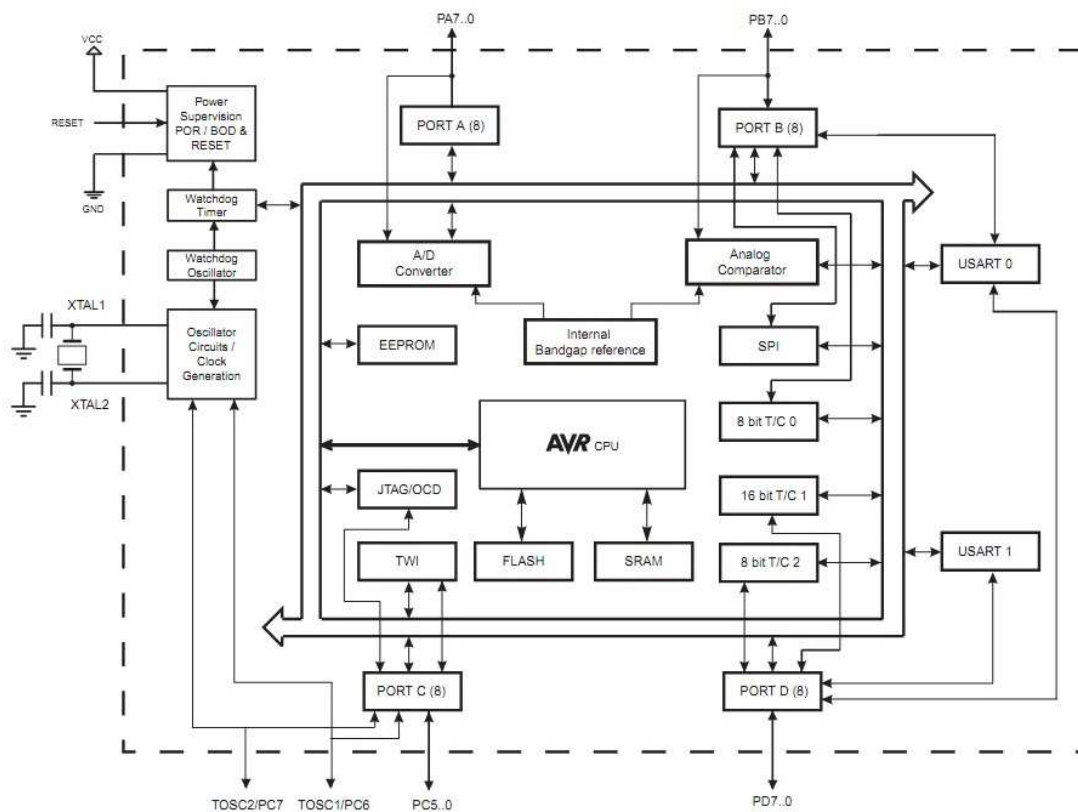 PA7..0
PB7..0
VCC
RESET
GND
Power
Supervision
POR / BOD &
RESET
PORT A (8)
PORT B (8)
Watchdog
Timer
Watchdog
Oscillator
A/D
Converter
Analog
Comparator
USART 0
XTAL1
XTAL2
Oscillator
Circuits /
Clock
Generation
EEPROM
Internal
Bandgap reference
SPI
8 bit T/C 0
AVR CPU
JTAG/OCD
16 bit T/C 1
TWI
FLASH
SRAM
8 bit T/C 2
USART 1
PORT C (8)
PORT D (8)
TOSC2/PC7
TOSC1/PC6
PC5..0
PD7..0